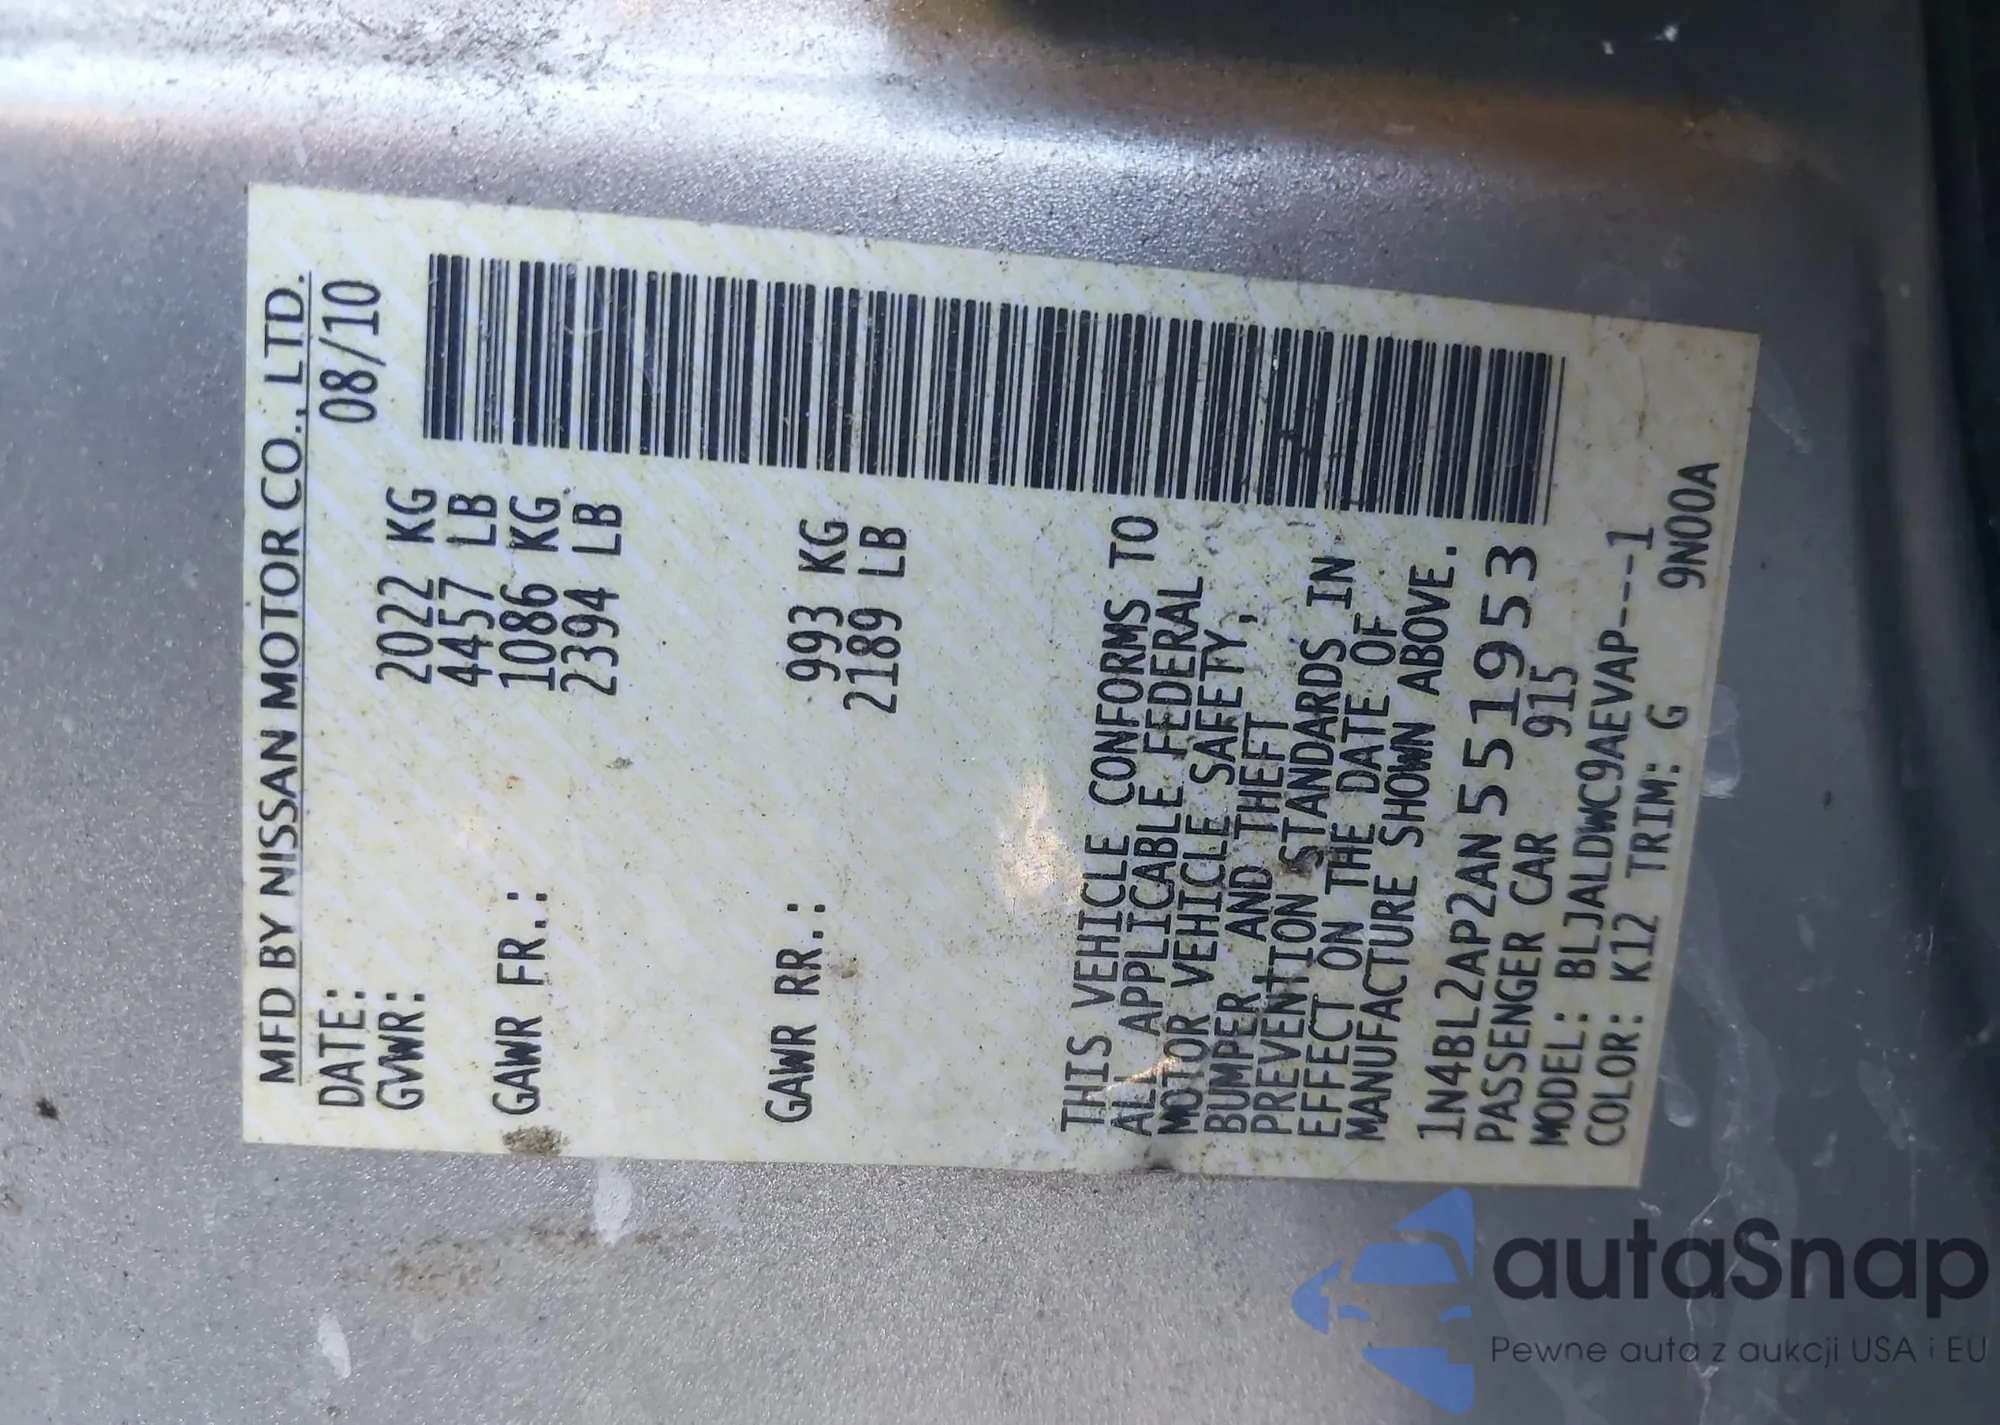 MFD BY NISSAN MOTOR CO., LTD.
DATE: 08/10
GVWR: 2022 KG
4457 LB
GAWR FR.: 1086 KG
2394 LB
GAWR RR.: 993 KG
2189 LB
THIS VEHICLE CONFORMS TO
ALL APPLICABLE FEDERAL
MOTOR VEHICLE SAFETY,
BUMPER AND THEFT
PREVENTION STANDARDS IN
EFFECT ON THE DATE OF
MANUFACTURE SHOWN ABOVE.
1N4BL2AP2AN551953
PASSENGER CAR 915
MODEL: BLJALDWC9AEVAP----1
COLOR: K12 TRIM: G 9N00A
autaSnap
Pewne auta z aukcji USA i EU